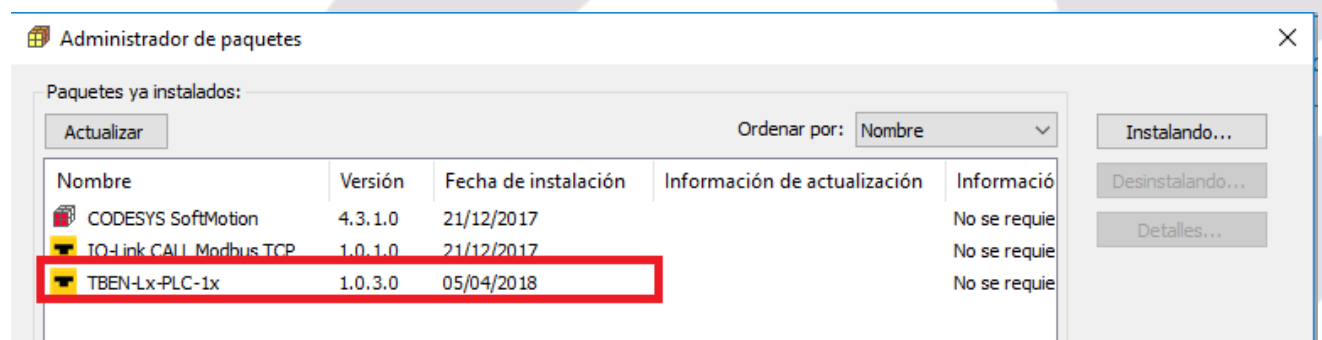 Administrador de paquetes
Paquetes ya instalados:
Actualizar Ordenar por: Nombre Instalando...
Nombre Versión Fecha de instalación Información de actualización Informació Desinstalando...
CODESYS SoftMotion 4.3.1.0 21/12/2017 No se requie Detalles...
IO-Link CALL Modbus TCP 1.0.1.0 21/12/2017 No se requie
TBEN-Lx-PLC-1x 1.0.3.0 05/04/2018 No se requie